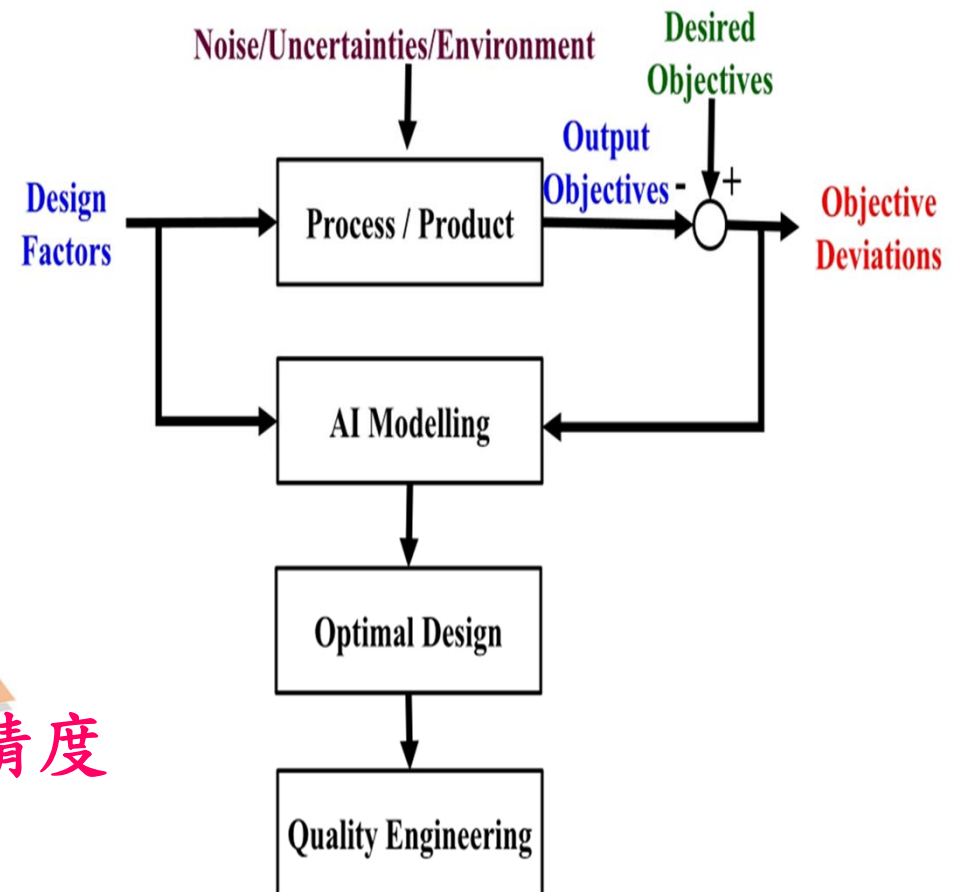 Noise/Uncertainties/Environment
Desired
Objectives
Output
Objectives - +
Design
Factors
Process / Product
Objective
Deviations
AI Modelling
Optimal Design
精度
Quality Engineering